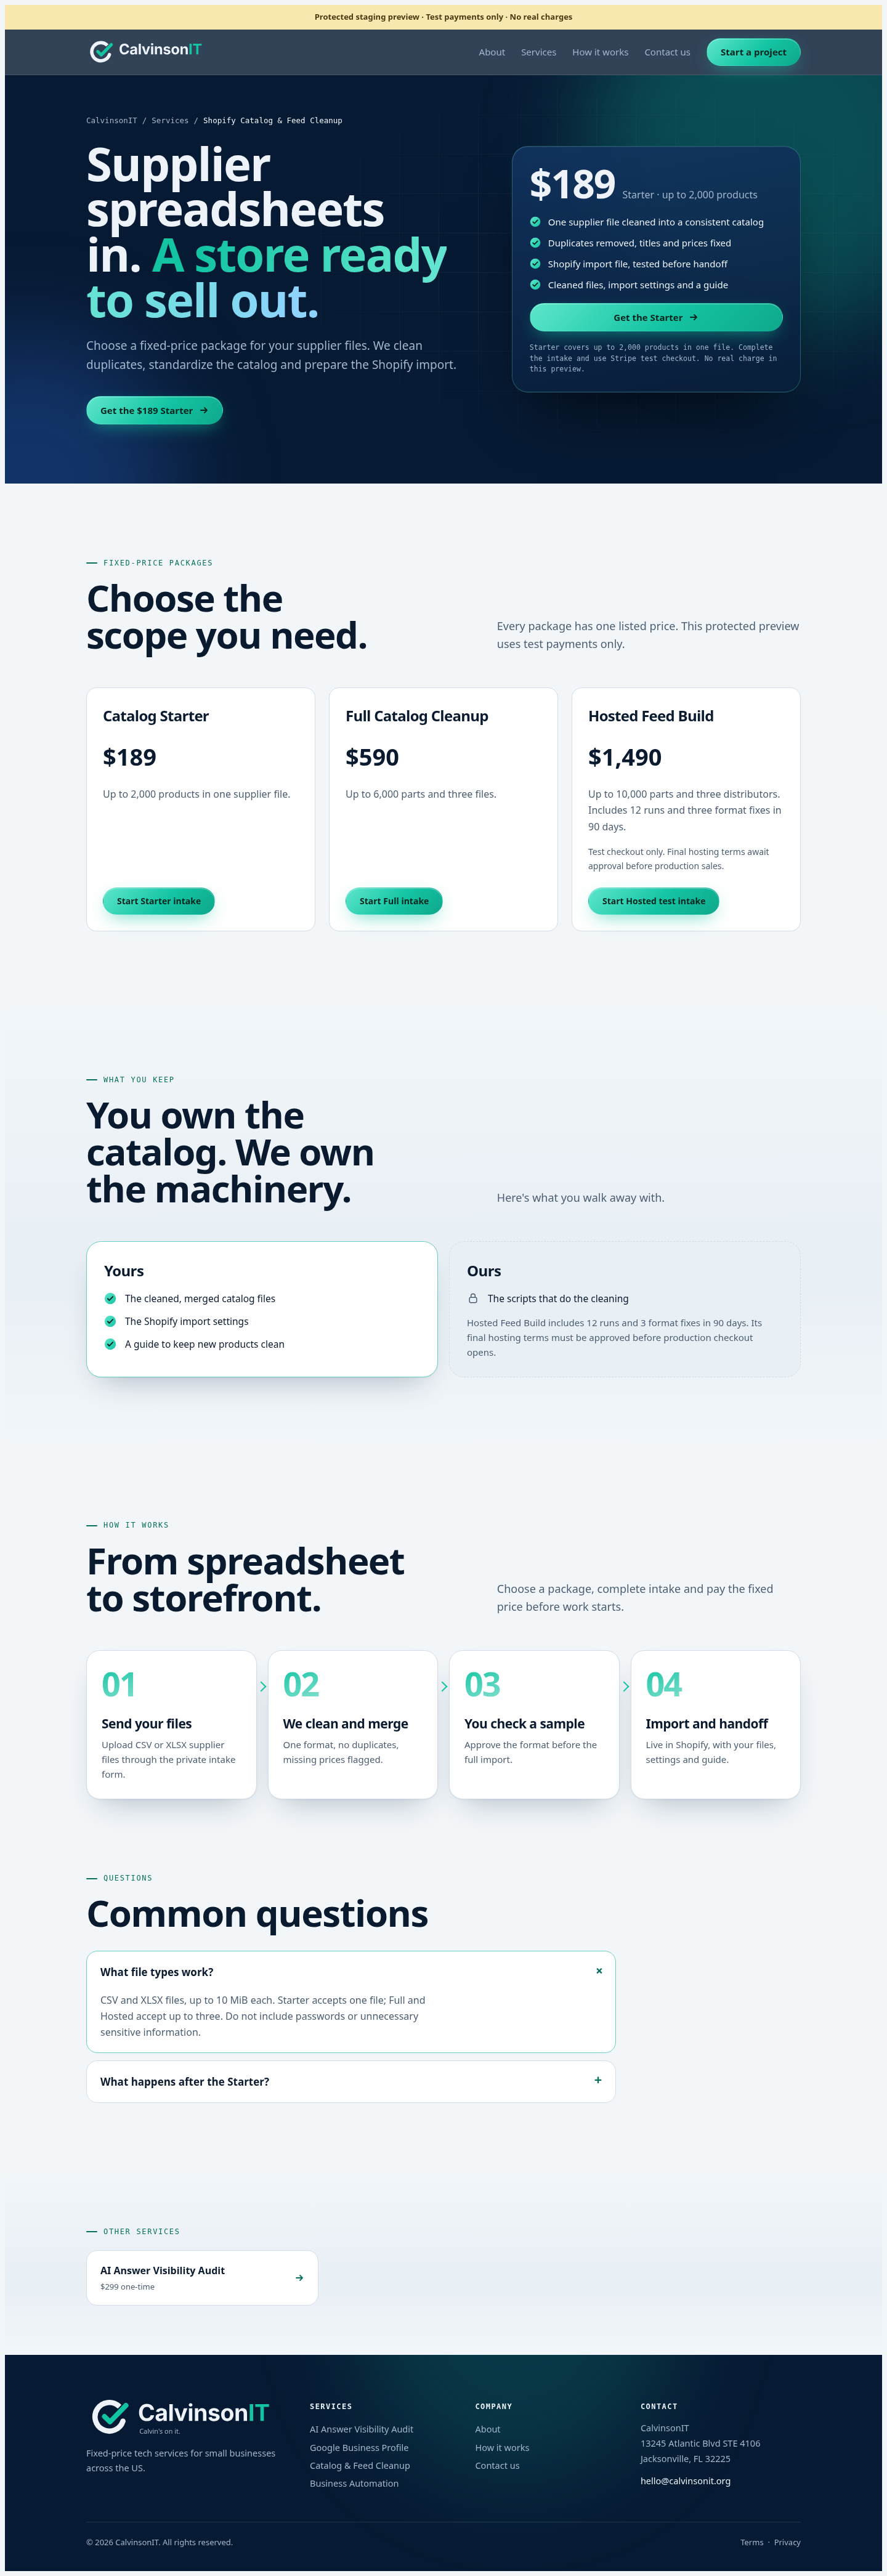 Protected staging preview · Test payments only · No real charges
CalvinsonIT
About
Services
How it works
Contact us
Start a project
CalvinsonIT / Services / Shopify Catalog & Feed Cleanup
Supplier
spreadsheets
in. A store ready
to sell out.
Choose a fixed-price package for your supplier files. We clean
duplicates, standardize the catalog and prepare the Shopify import.
Get the $189 Starter →
$189 Starter · up to 2,000 products
One supplier file cleaned into a consistent catalog
Duplicates removed, titles and prices fixed
Shopify import file, tested before handoff
Cleaned files, import settings and a guide
Get the Starter →
Starter covers up to 2,000 products in one file. Complete
the intake and use Stripe test checkout. No real charge in
this preview.
FIXED-PRICE PACKAGES
Choose the
scope you need.
Every package has one listed price. This protected preview
uses test payments only.
Catalog Starter
$189
Up to 2,000 products in one supplier file.
Start Starter intake
Full Catalog Cleanup
$590
Up to 6,000 parts and three files.
Start Full intake
Hosted Feed Build
$1,490
Up to 10,000 parts and three distributors.
Includes 12 runs and three format fixes in
90 days.
Test checkout only. Final hosting terms await
approval before production sales.
Start Hosted test intake
WHAT YOU KEEP
You own the
catalog. We own
the machinery.
Here's what you walk away with.
Yours
The cleaned, merged catalog files
The Shopify import settings
A guide to keep new products clean
Ours
The scripts that do the cleaning
Hosted Feed Build includes 12 runs and 3 format fixes in 90 days. Its
final hosting terms must be approved before production checkout
opens.
HOW IT WORKS
From spreadsheet
to storefront.
Choose a package, complete intake and pay the fixed
price before work starts.
01
Send your files
Upload CSV or XLSX supplier
files through the private intake
form.
02
We clean and merge
One format, no duplicates,
missing prices flagged.
03
You check a sample
Approve the format before the
full import.
04
Import and handoff
Live in Shopify, with your files,
settings and guide.
QUESTIONS
Common questions
What file types work?
CSV and XLSX files, up to 10 MiB each. Starter accepts one file; Full and
Hosted accept up to three. Do not include passwords or unnecessary
sensitive information.
What happens after the Starter?
OTHER SERVICES
AI Answer Visibility Audit
$299 one-time
CalvinsonIT
Calvin's on it.
Fixed-price tech services for small businesses
across the US.
SERVICES
AI Answer Visibility Audit
Google Business Profile
Catalog & Feed Cleanup
Business Automation
COMPANY
About
How it works
Contact us
CONTACT
CalvinsonIT
13245 Atlantic Blvd STE 4106
Jacksonville, FL 32225
hello@calvinsonit.org
© 2026 CalvinsonIT. All rights reserved.
Terms · Privacy